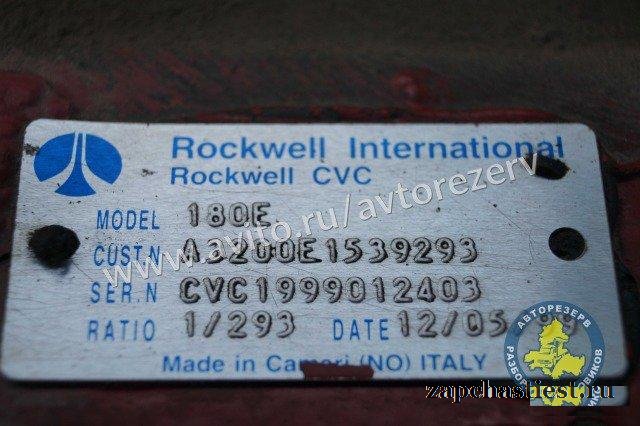 Rockwell International
Rockwell CVC
MODEL 180E
CUST.N A3200E1539293
SER.N CVC1999012403
RATIO 1/293 DATE 12/05
Made in Cameri (NO) ITALY
www.avito.ru/avtorezerv
АВТОРЕЗЕРВ
zapchastiest.ru